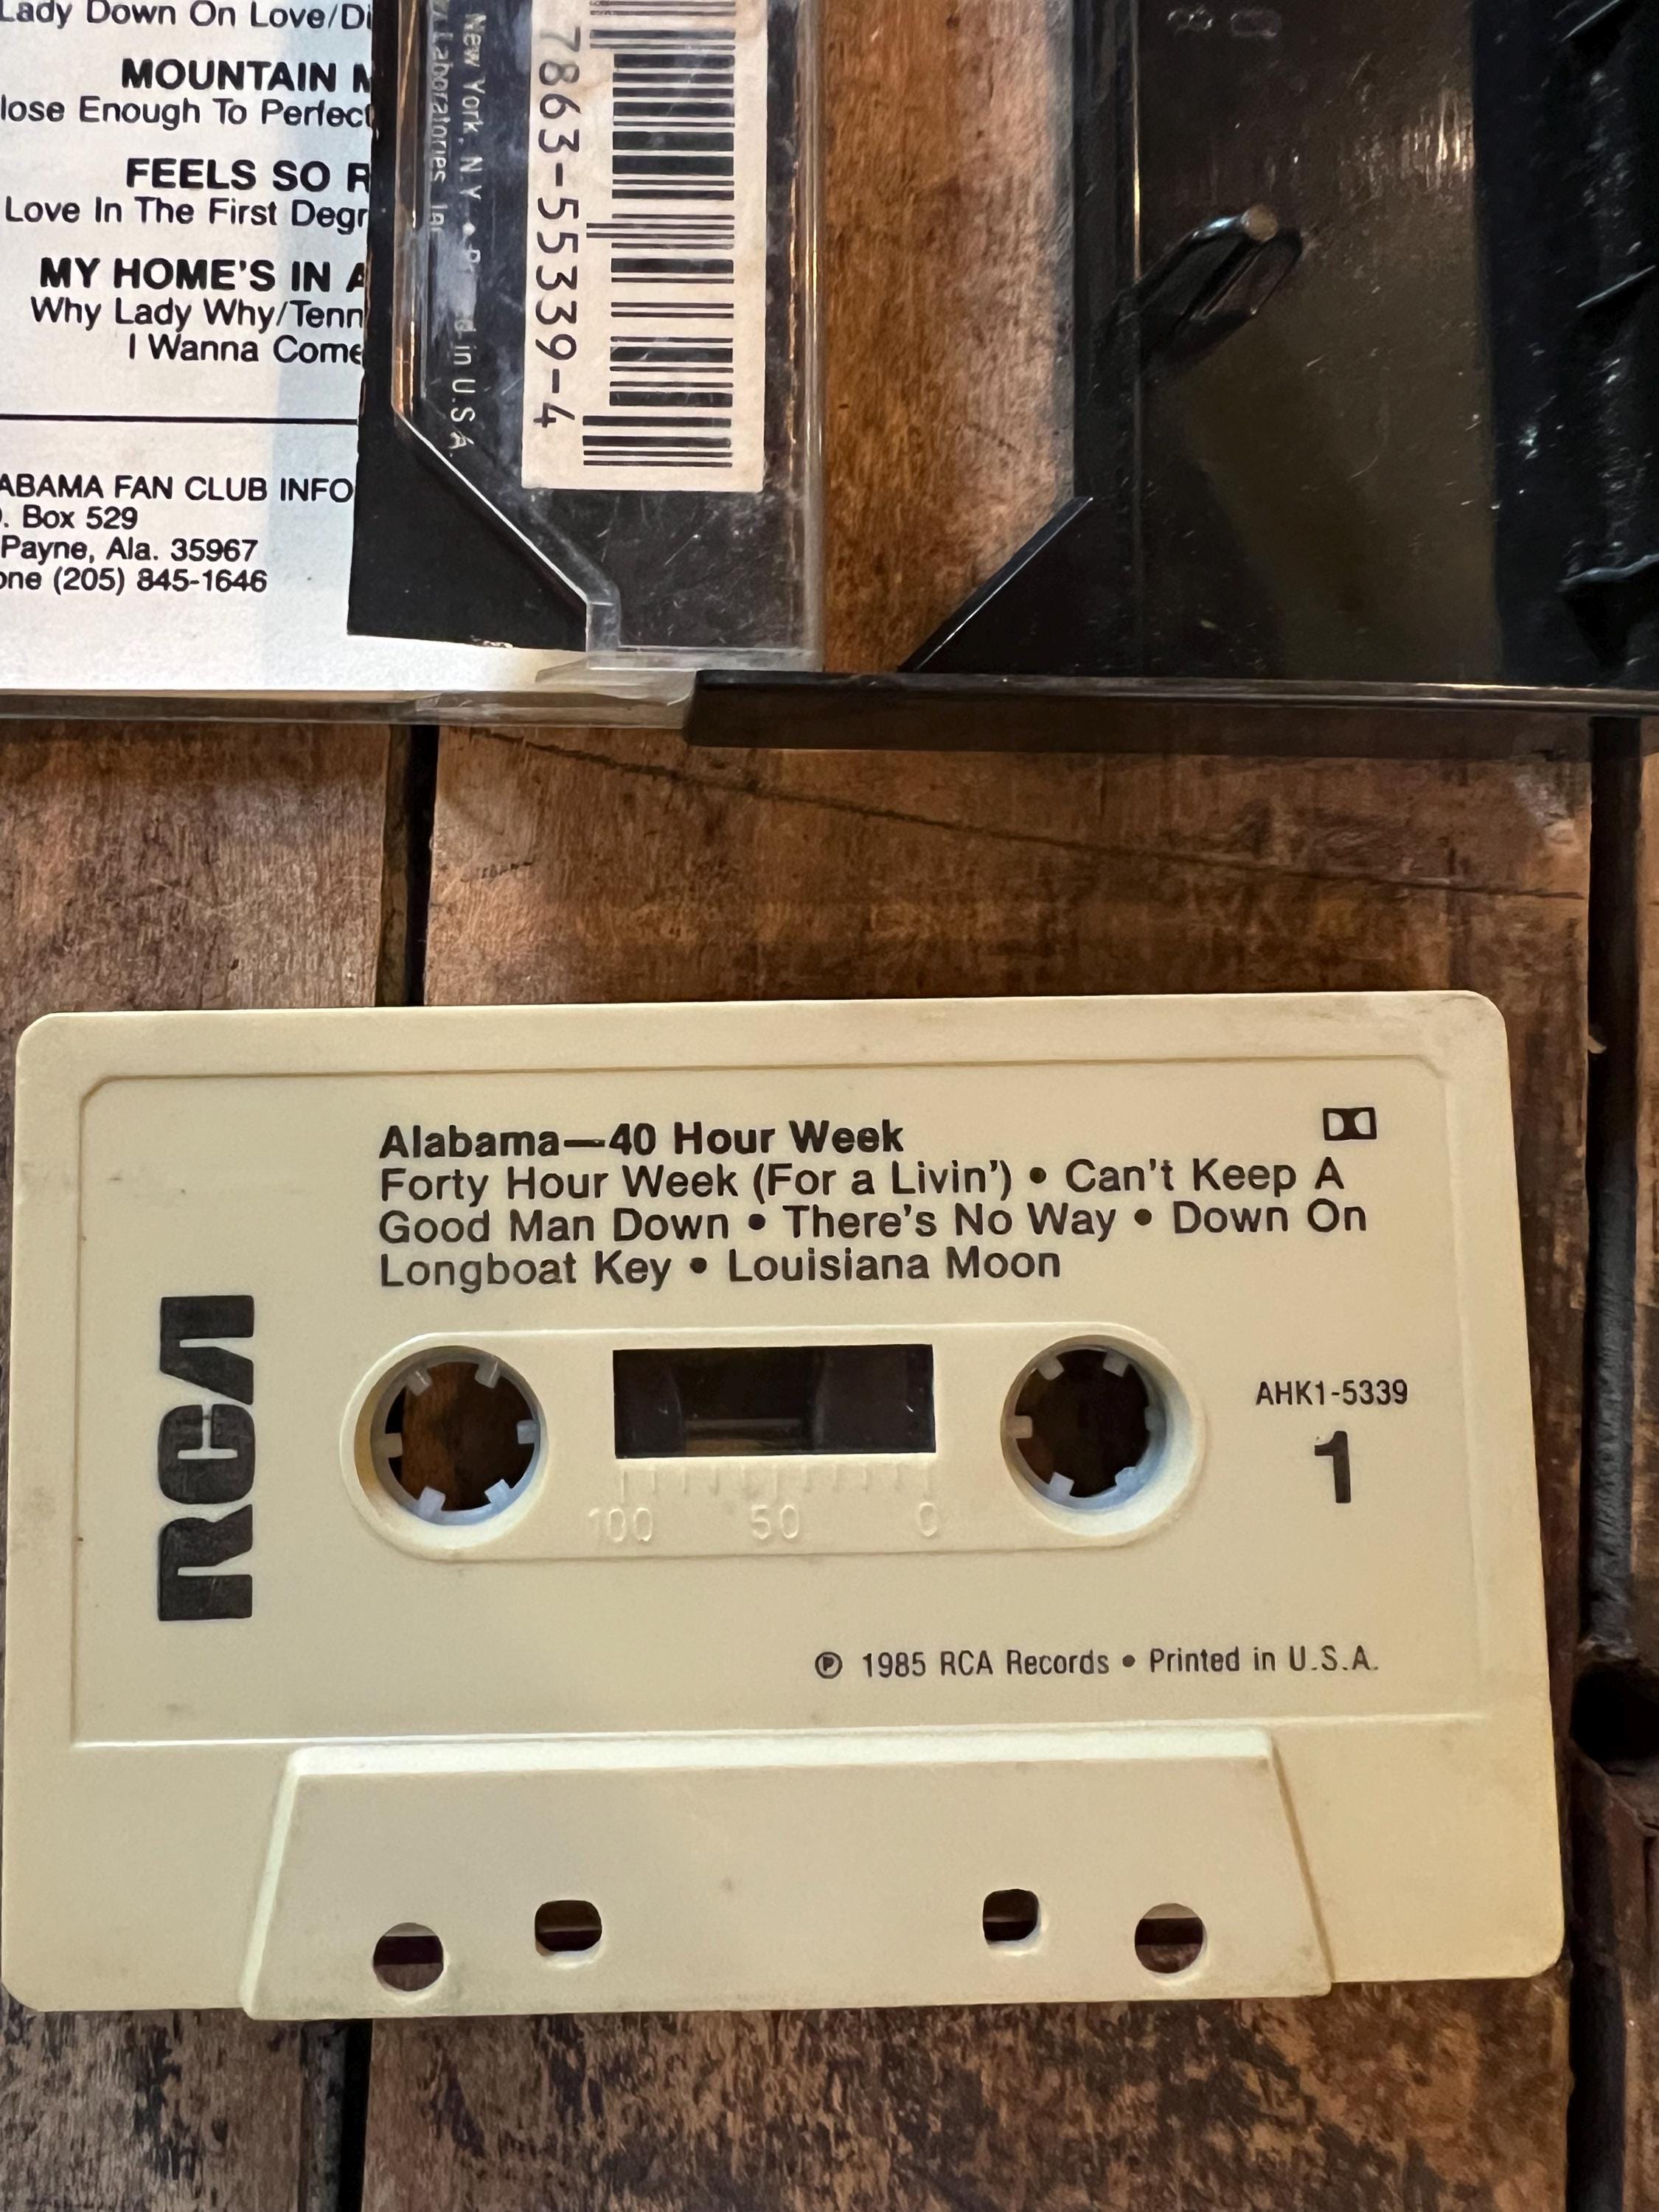 Lady Down On Love/Di
MOUNTAIN M
lose Enough To Perfect
FEELS SO R
Love In The First Degr
MY HOME'S IN A
Why Lady Why/Tenn
I Wanna Come
ABAMA FAN CLUB INFO
. Box 529
Payne, Ala. 35967
one (205) 845-1646
New York, N.Y. •
d in U.S.A.
Laboratories
7863-55339-4
Alabama—40 Hour Week
Forty Hour Week (For a Livin') • Can't Keep A
Good Man Down • There's No Way • Down On
Longboat Key • Louisiana Moon
RCA
AHK1-5339
1
100 50 0
℗ 1985 RCA Records • Printed in U.S.A.